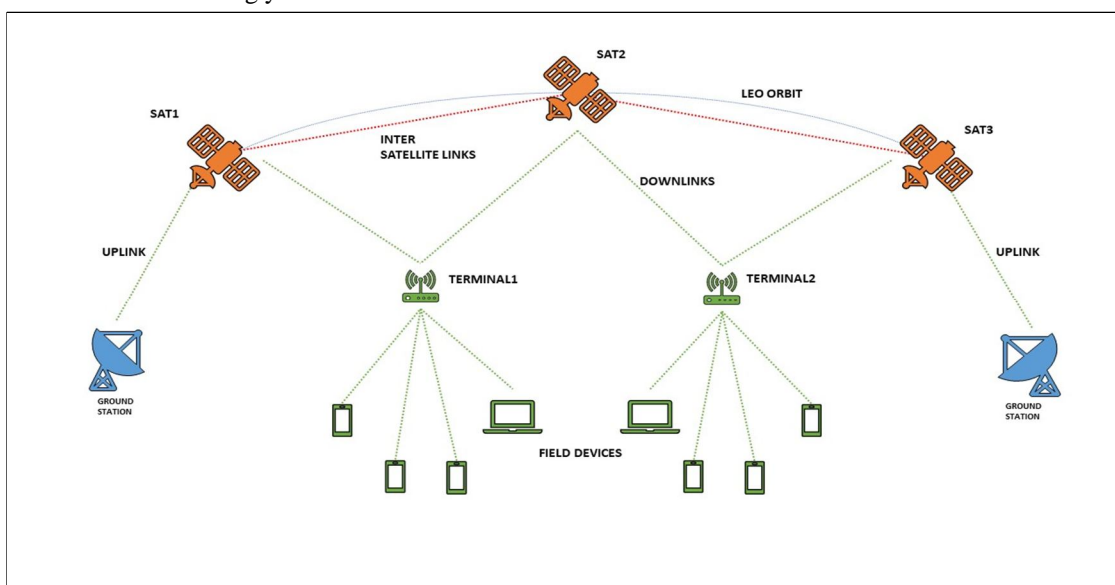 SAT2
LEO ORBIT
SAT1
SAT3
INTER
SATELLITE LINKS
DOWNLINKS
UPLINK
UPLINK
TERMINAL1
TERMINAL2
GROUND
STATION
GROUND
STATION
FIELD DEVICES